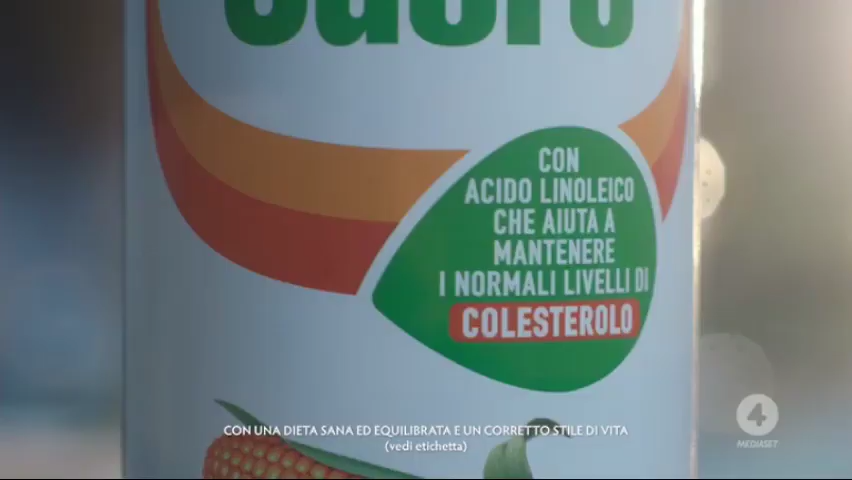 CON
ACIDO LINOLEICO
CHE AIUTA A
MANTENERE
I NORMALI LIVELLI DI
COLESTEROLO
CON UNA DIETA SANA ED EQUILIBRATA E UN CORRETTO STILE DI VITA
(vedi etichetta)
4
MEDIASET